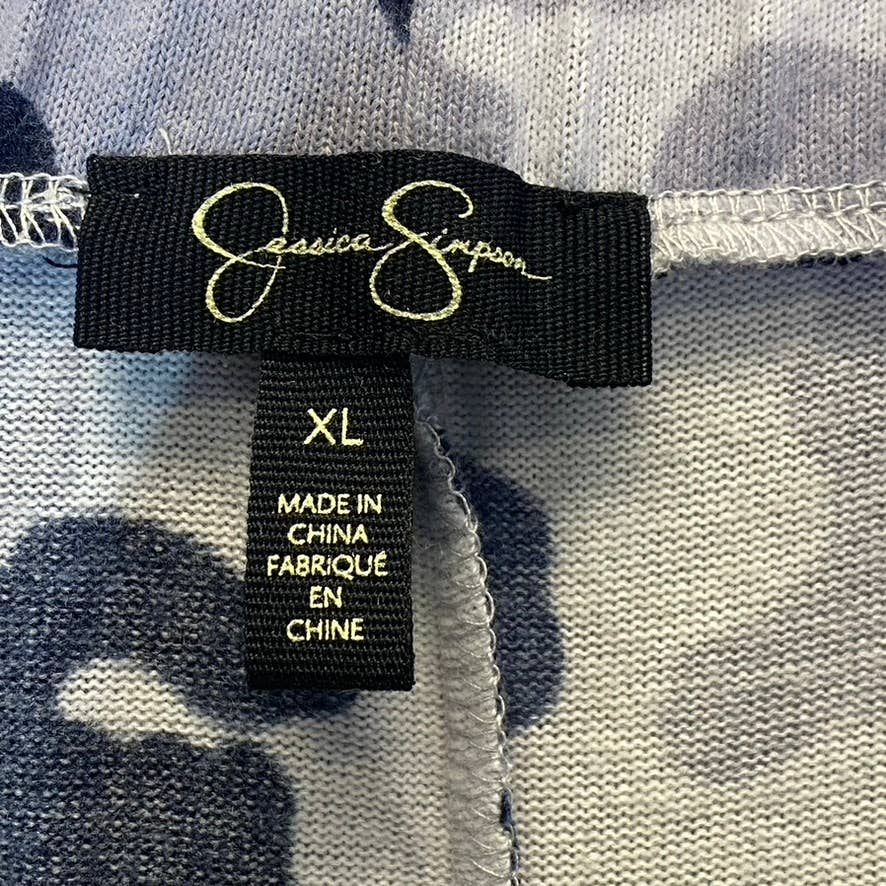 Jessica Simpson
XL
MADE IN
CHINA
FABRIQUÉ
EN
CHINE